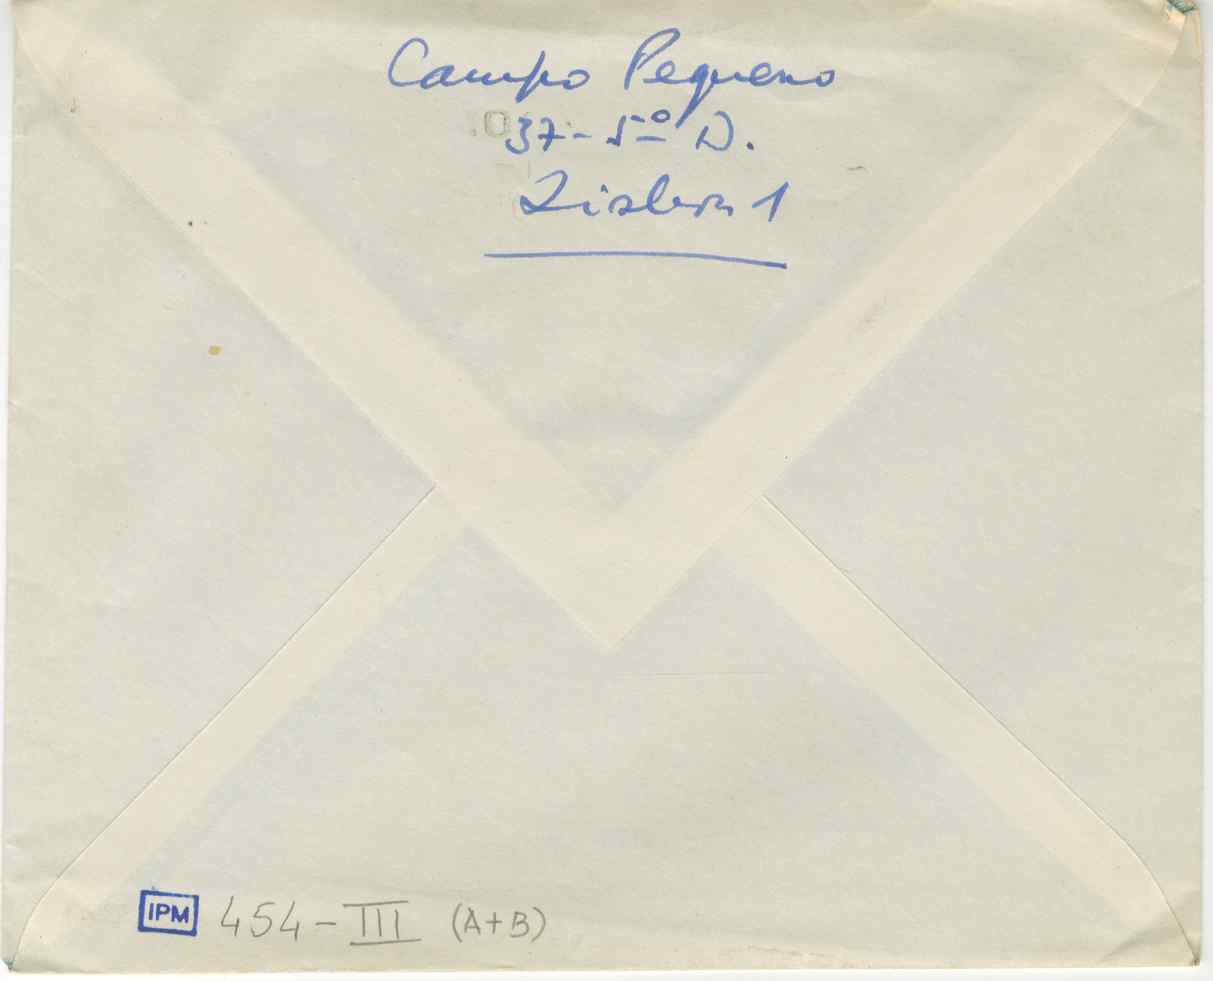 Campo Pequeno
37-5º D.
Lisboa 1
IPM 454-III (A+B)